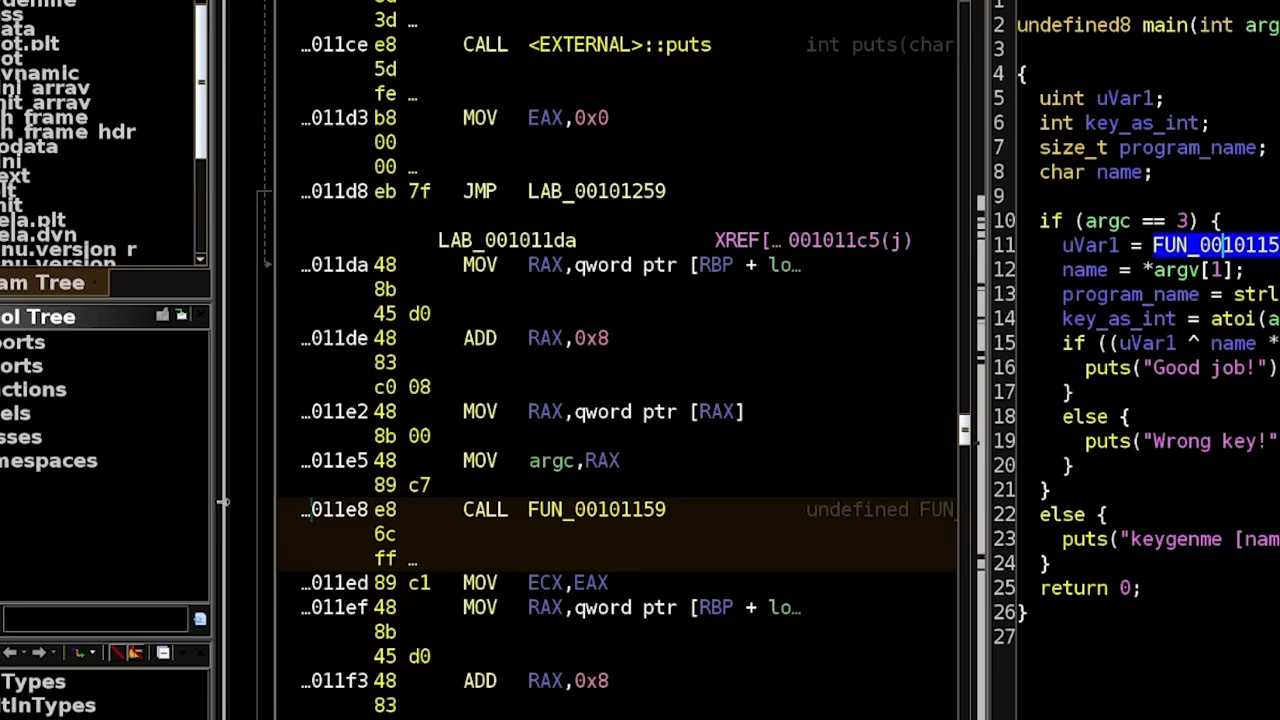 3d …
…011ce e8 CALL <EXTERNAL>::puts int puts(char
5d
fe …
…011d3 b8 MOV EAX,0x0
00
00 …
…011d8 eb 7f JMP LAB_00101259
LAB_001011da XREF[… 001011c5(j)
…011da 48 MOV RAX,qword ptr [RBP + lo…
8b
45 d0
…011de 48 ADD RAX,0x8
83
c0 08
…011e2 48 MOV RAX,qword ptr [RAX]
8b 00
…011e5 48 MOV argc,RAX
89 c7
…011e8 e8 CALL FUN_00101159 undefined FUN_
6c
ff …
…011ed 89 c1 MOV ECX,EAX
…011ef 48 MOV RAX,qword ptr [RBP + lo…
8b
45 d0
…011f3 48 ADD RAX,0x8
83
1
2 undefined8 main(int arg
3
4 {
5 uint uVar1;
6 int key_as_int;
7 size_t program_name;
8 char name;
9
10 if (argc == 3) {
11 uVar1 = FUN_0010115
12 name = *argv[1];
13 program_name = strl
14 key_as_int = atoi(a
15 if ((uVar1 ^ name *
16 puts("Good job!")
17 }
18 else {
19 puts("Wrong key!"
20 }
21 }
22 else {
23 puts("keygenme [nam
24 }
25 return 0;
26 }
27
ss
ata
ot.plt
ot
ynamic
ni_array
nit_array
h_frame
h_frame_hdr
odata
ni
ext
lt
nit
ela.plt
ela.dyn
nu.version_r
nu.version
am Tree
ol Tree
ports
ports
nctions
els
sses
mespaces
Types
ltInTypes